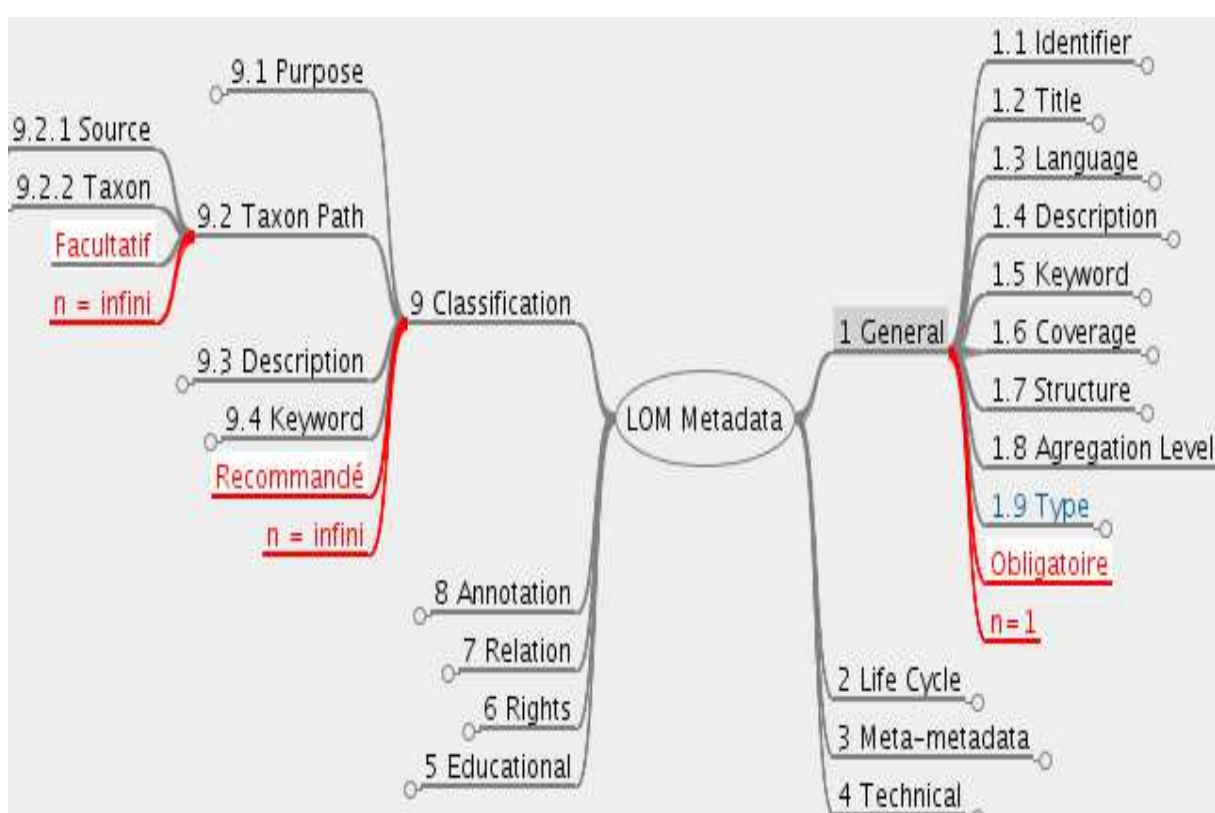 LOM Metadata
1 General
1.1 Identifier
1.2 Title
1.3 Language
1.4 Description
1.5 Keyword
1.6 Coverage
1.7 Structure
1.8 Agregation Level
1.9 Type
Obligatoire
n=1
2 Life Cycle
3 Meta-metadata
4 Technical
5 Educational
6 Rights
7 Relation
8 Annotation
9 Classification
9.1 Purpose
9.2 Taxon Path
9.2.1 Source
9.2.2 Taxon
Facultatif
n = infini
9.3 Description
9.4 Keyword
Recommandé
n = infini